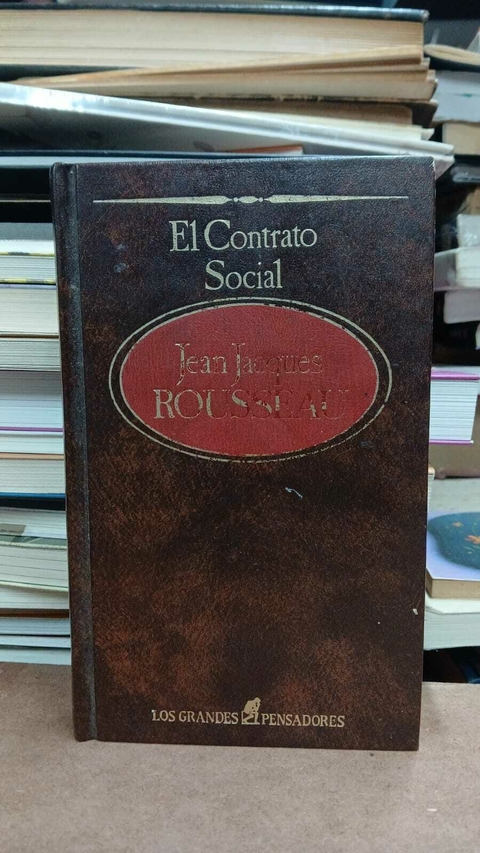 El Contrato
Social
Jean Jacques
ROUSSEAU
LOS GRANDES PENSADORES